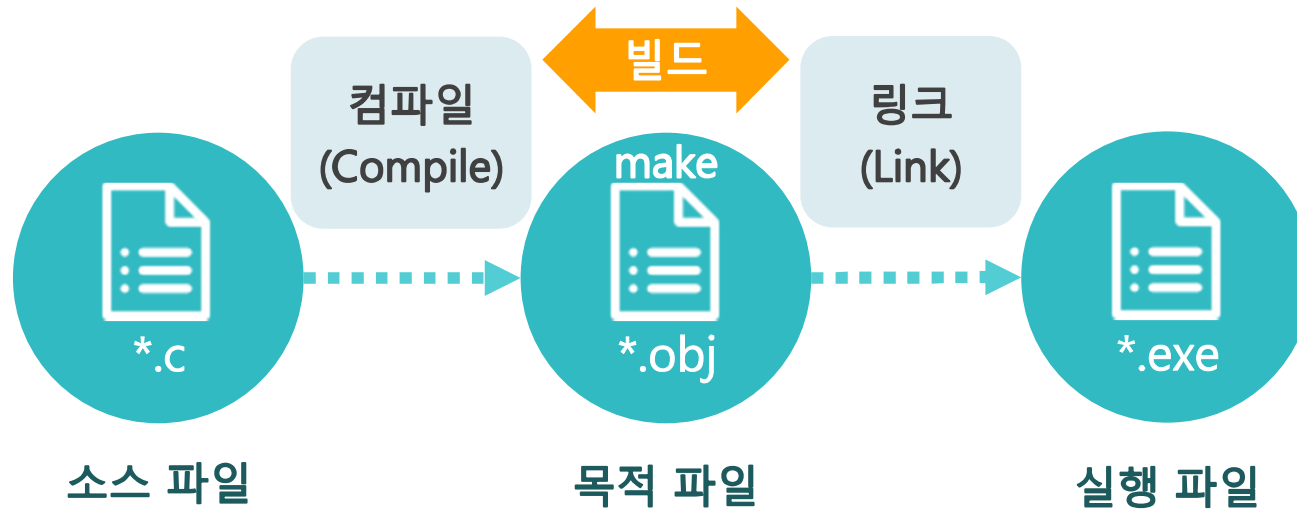 빌드
컴파일
(Compile)
링크
(Link)
make
*.c
*.obj
*.exe
소스 파일
목적 파일
실행 파일